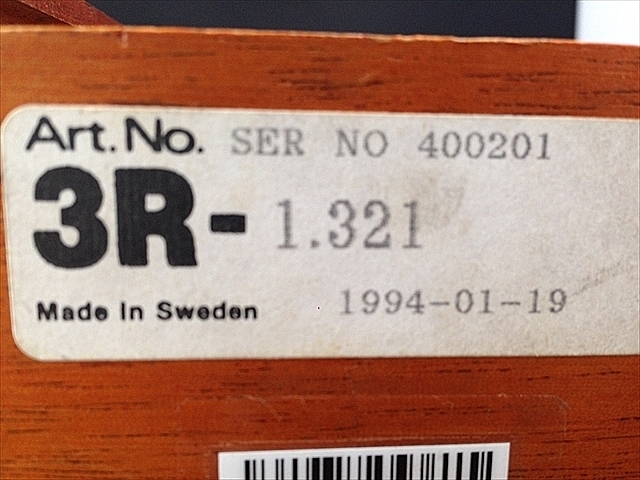 Art.No. SER NO 400201
3R-1.321
Made In Sweden 1994-01-19